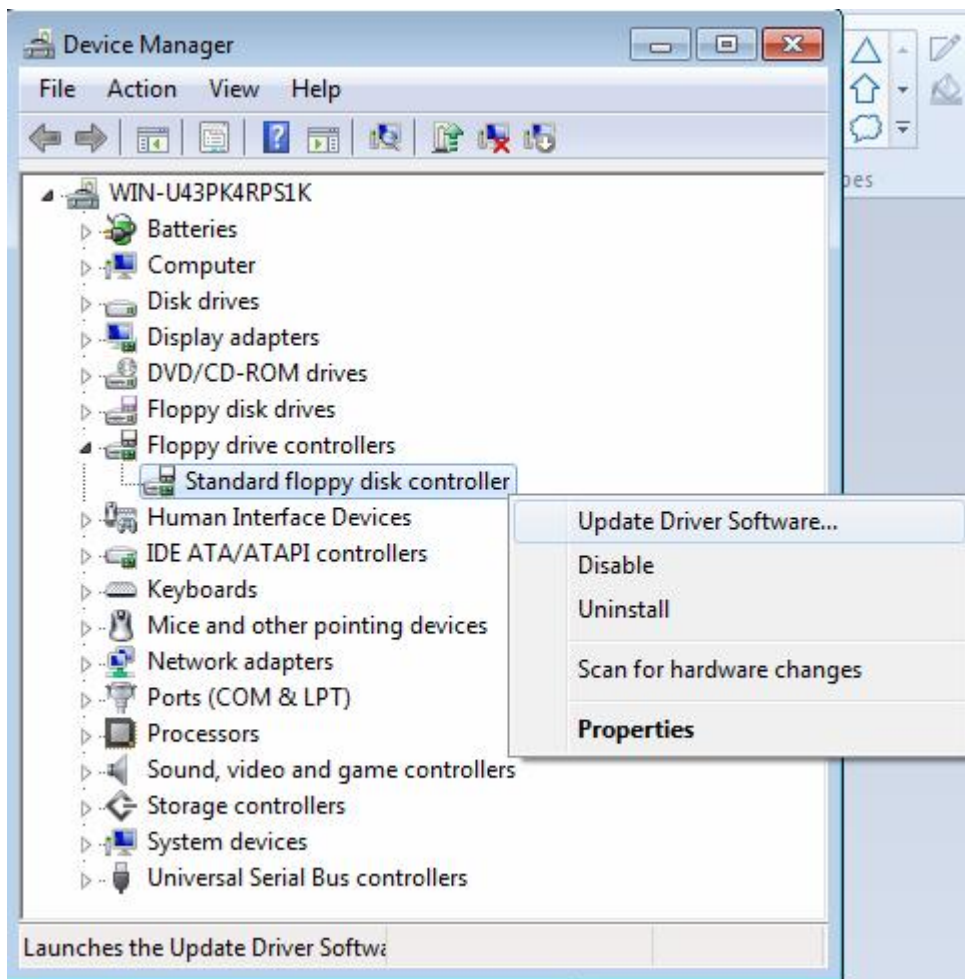 Device Manager
File Action View Help
WIN-U43PK4RPS1K
Batteries
Computer
Disk drives
Display adapters
DVD/CD-ROM drives
Floppy disk drives
Floppy drive controllers
Standard floppy disk controller
Human Interface Devices
IDE ATA/ATAPI controllers
Keyboards
Mice and other pointing devices
Network adapters
Ports (COM & LPT)
Processors
Sound, video and game controllers
Storage controllers
System devices
Universal Serial Bus controllers
Update Driver Software...
Disable
Uninstall
Scan for hardware changes
Properties
Launches the Update Driver Softwa
pes